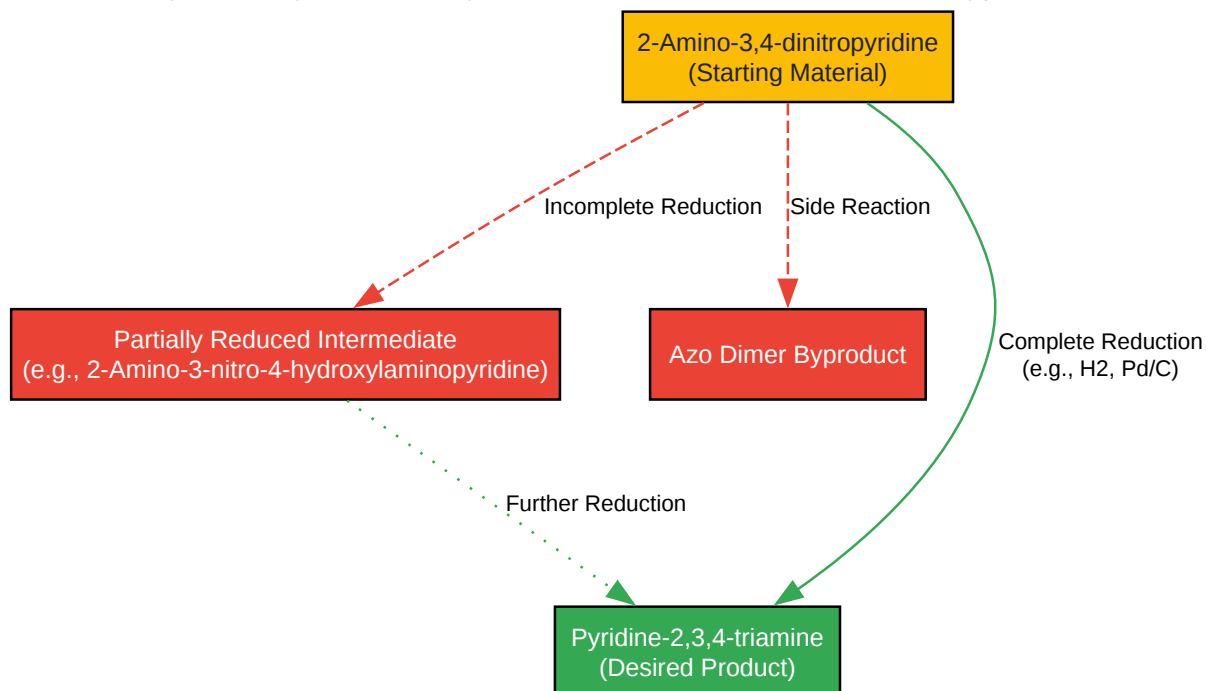 2-Amino-3,4-dinitropyridine
(Starting Material)
Incomplete Reduction
Side Reaction
Partially Reduced Intermediate
(e.g., 2-Amino-3-nitro-4-hydroxylaminopyridine)
Azo Dimer Byproduct
Complete Reduction
(e.g., H2, Pd/C)
Further Reduction
Pyridine-2,3,4-triamine
(Desired Product)